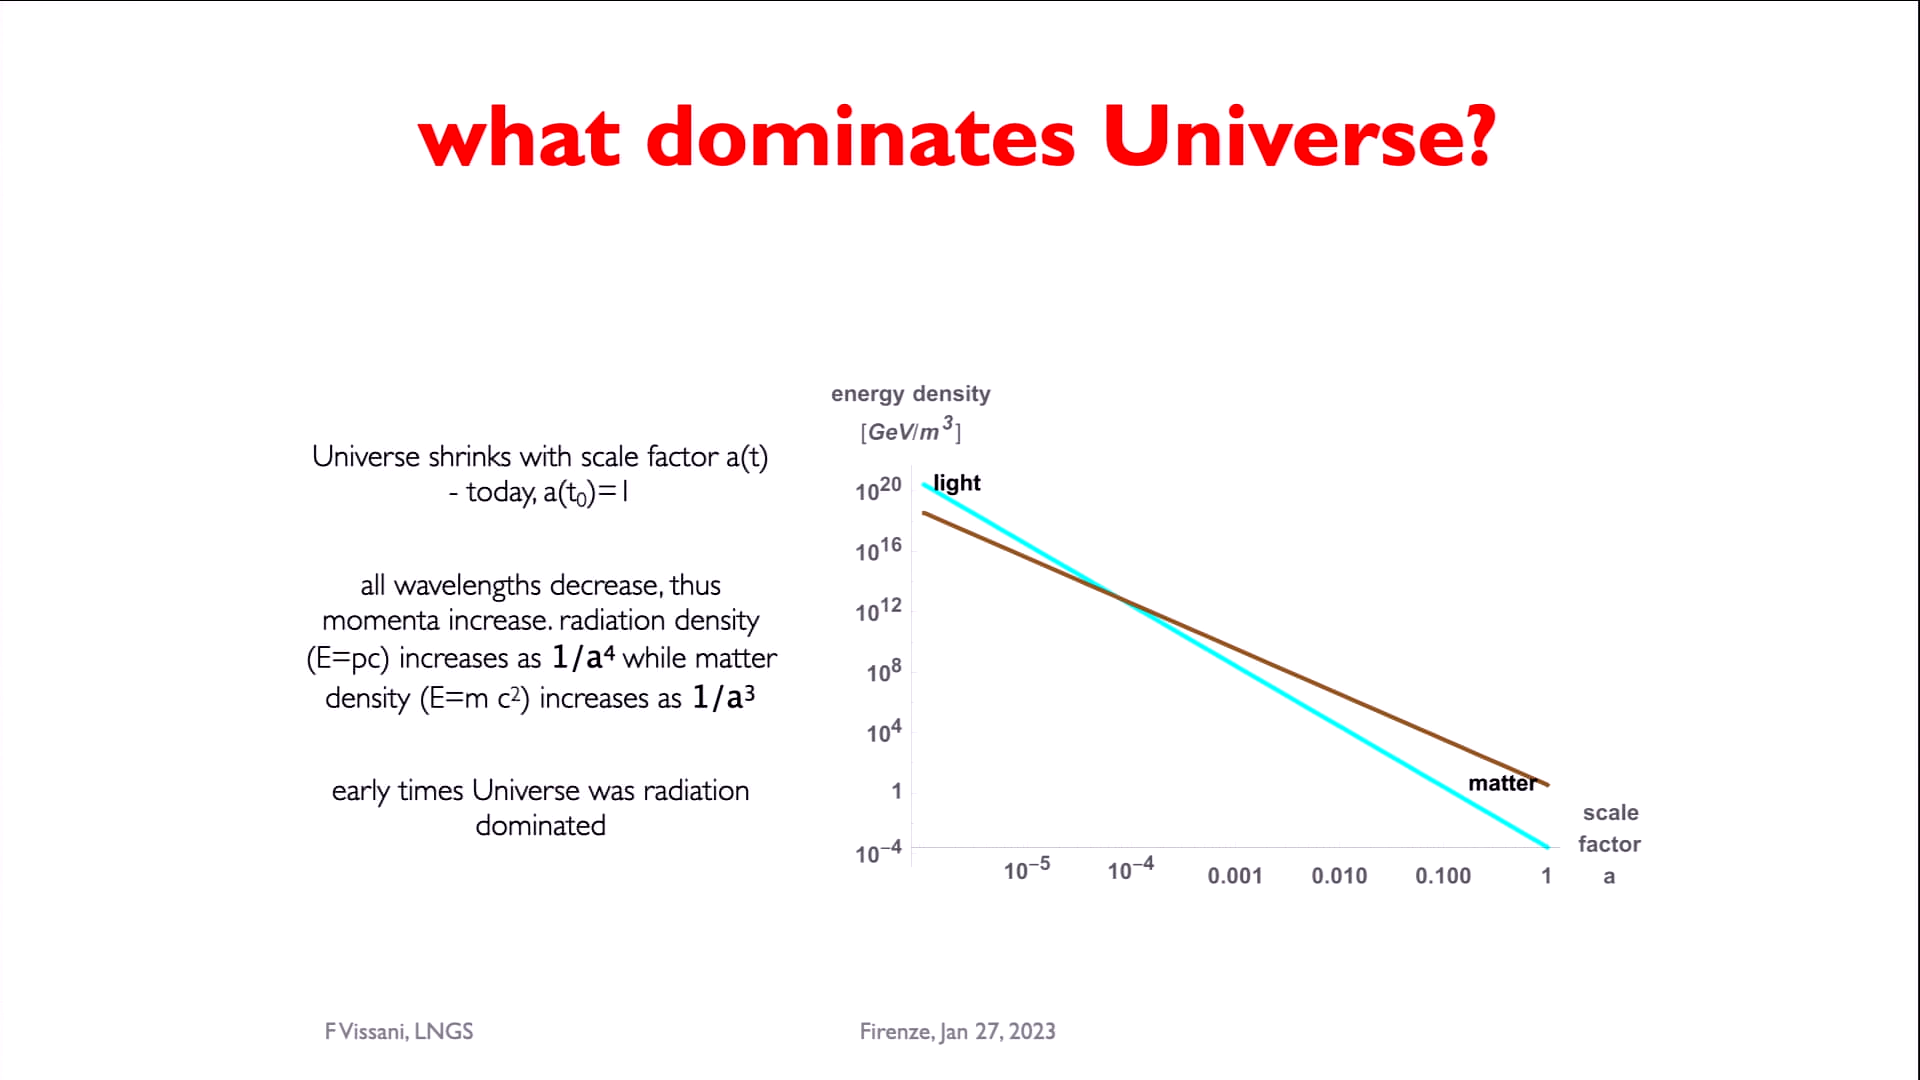 what dominates Universe?
Universe shrinks with scale factor a(t)
- today, a(t₀)=1
all wavelengths decrease, thus
momenta increase. radiation density
(E=pc) increases as 1/a⁴ while matter
density (E=m c²) increases as 1/a³
early times Universe was radiation
dominated
energy density
[GeV/m³]
light
10²⁰
10¹⁶
10¹²
10⁸
10⁴
1
10⁻⁴
matter
10⁻⁵ 10⁻⁴ 0.001 0.010 0.100 1
scale
factor
a
F Vissani, LNGS
Firenze, Jan 27, 2023